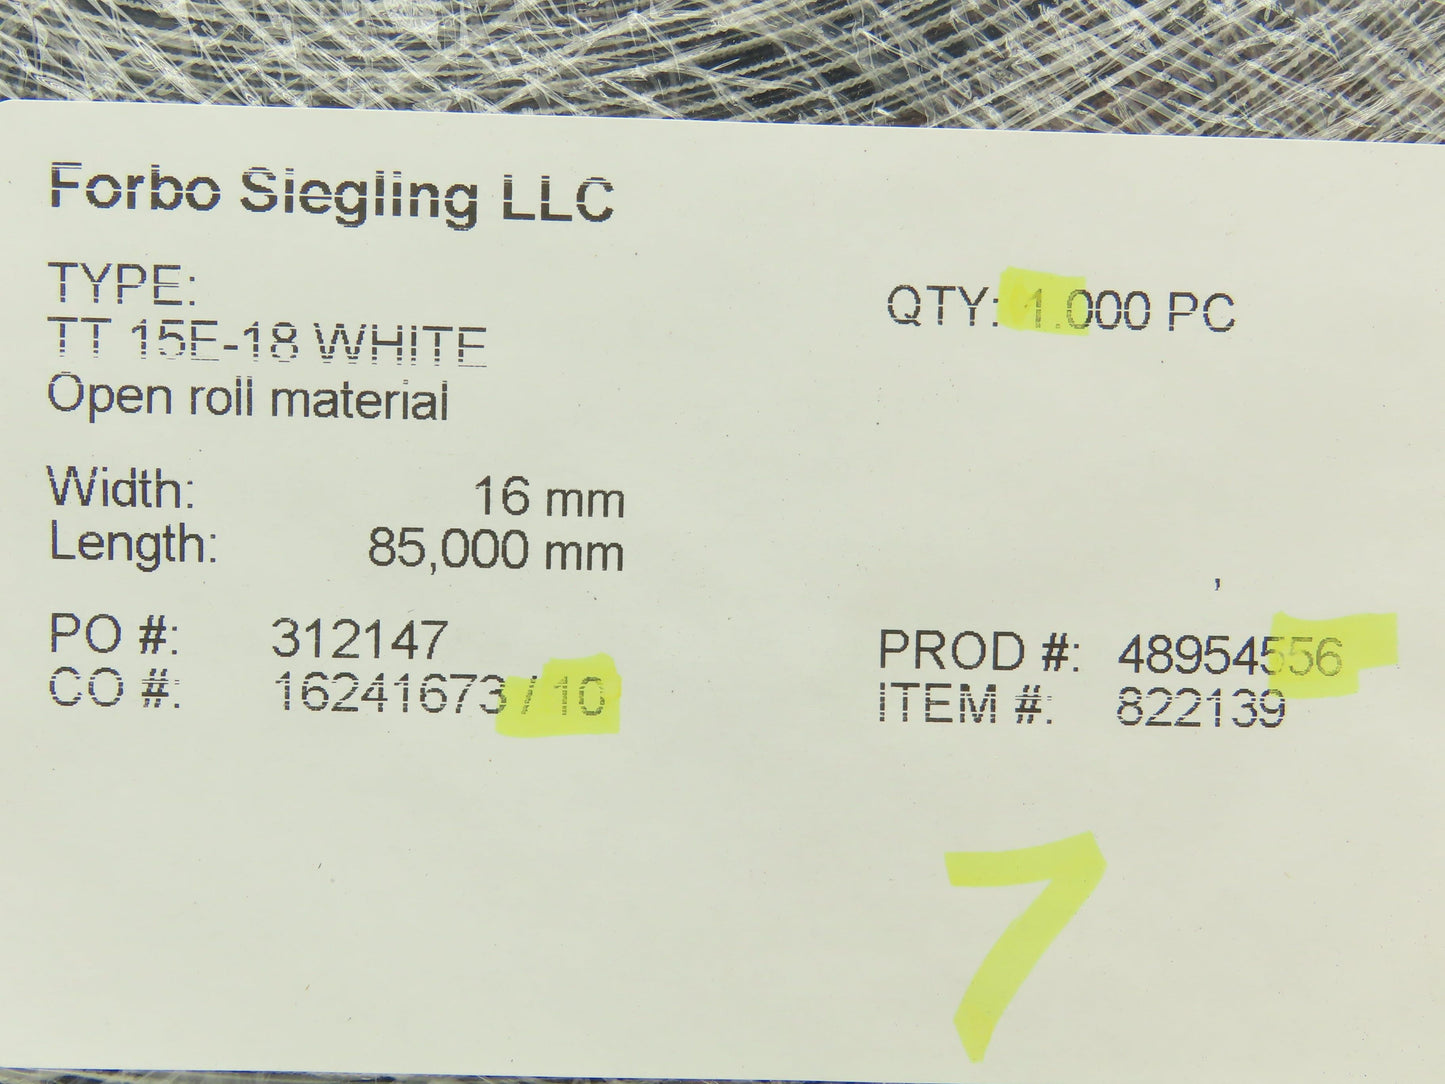 Forbo Siegling LLC
TYPE:
TT 15E-18 WHITE
Open roll material
QTY: 1.000 PC
Width: 16 mm
Length: 85,000 mm
PO #: 312147
CO #: 16241673 / 10
PROD #: 48954556
ITEM #: 822139
7